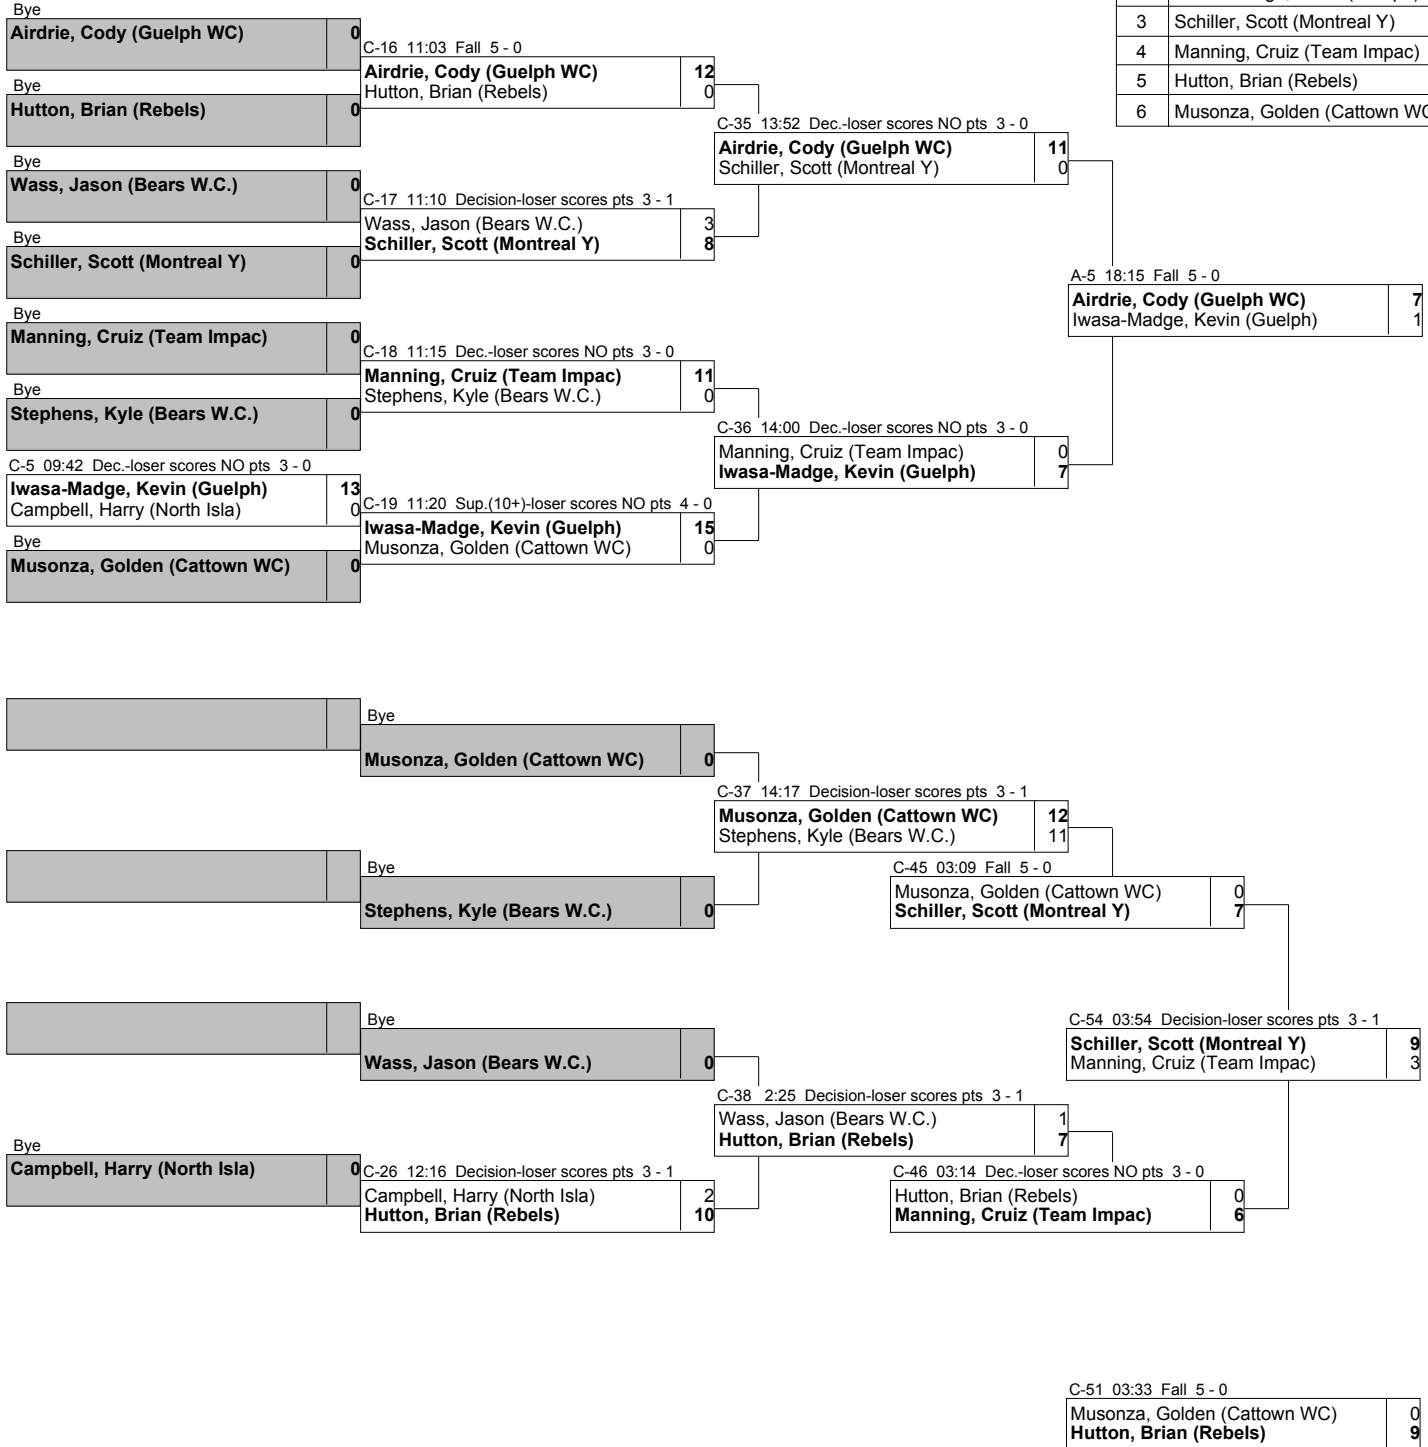 Bye
Airdrie, Cody (Guelph WC) 0
Bye
Hutton, Brian (Rebels) 0
Bye
Wass, Jason (Bears W.C.) 0
Bye
Schiller, Scott (Montreal Y) 0
Bye
Manning, Cruiz (Team Impac) 0
Bye
Stephens, Kyle (Bears W.C.) 0
C-5 09:42 Dec.-loser scores NO pts 3 - 0
Iwasa-Madge, Kevin (Guelph) 13
Campbell, Harry (North Isla) 0
Bye
Musonza, Golden (Cattown WC) 0
C-16 11:03 Fall 5 - 0
Airdrie, Cody (Guelph WC) 12
Hutton, Brian (Rebels) 0
C-17 11:10 Decision-loser scores pts 3 - 1
Wass, Jason (Bears W.C.) 3
Schiller, Scott (Montreal Y) 8
C-18 11:15 Dec.-loser scores NO pts 3 - 0
Manning, Cruiz (Team Impac) 11
Stephens, Kyle (Bears W.C.) 0
C-19 11:20 Sup.(10+)-loser scores NO pts 4 - 0
Iwasa-Madge, Kevin (Guelph) 15
Musonza, Golden (Cattown WC) 0
C-35 13:52 Dec.-loser scores NO pts 3 - 0
Airdrie, Cody (Guelph WC) 11
Schiller, Scott (Montreal Y) 0
C-36 14:00 Dec.-loser scores NO pts 3 - 0
Manning, Cruiz (Team Impac) 0
Iwasa-Madge, Kevin (Guelph) 7
A-5 18:15 Fall 5 - 0
Airdrie, Cody (Guelph WC) 7
Iwasa-Madge, Kevin (Guelph) 1
3 Schiller, Scott (Montreal Y)
4 Manning, Cruiz (Team Impac)
5 Hutton, Brian (Rebels)
6 Musonza, Golden (Cattown WC
Bye
Musonza, Golden (Cattown WC) 0
Bye
Stephens, Kyle (Bears W.C.) 0
Bye
Wass, Jason (Bears W.C.) 0
Bye
Campbell, Harry (North Isla) 0
C-26 12:16 Decision-loser scores pts 3 - 1
Campbell, Harry (North Isla) 2
Hutton, Brian (Rebels) 10
C-37 14:17 Decision-loser scores pts 3 - 1
Musonza, Golden (Cattown WC) 12
Stephens, Kyle (Bears W.C.) 11
C-38 2:25 Decision-loser scores pts 3 - 1
Wass, Jason (Bears W.C.) 1
Hutton, Brian (Rebels) 7
C-45 03:09 Fall 5 - 0
Musonza, Golden (Cattown WC) 0
Schiller, Scott (Montreal Y) 7
C-46 03:14 Dec.-loser scores NO pts 3 - 0
Hutton, Brian (Rebels) 0
Manning, Cruiz (Team Impac) 6
C-54 03:54 Decision-loser scores pts 3 - 1
Schiller, Scott (Montreal Y) 9
Manning, Cruiz (Team Impac) 3
C-51 03:33 Fall 5 - 0
Musonza, Golden (Cattown WC) 0
Hutton, Brian (Rebels) 9